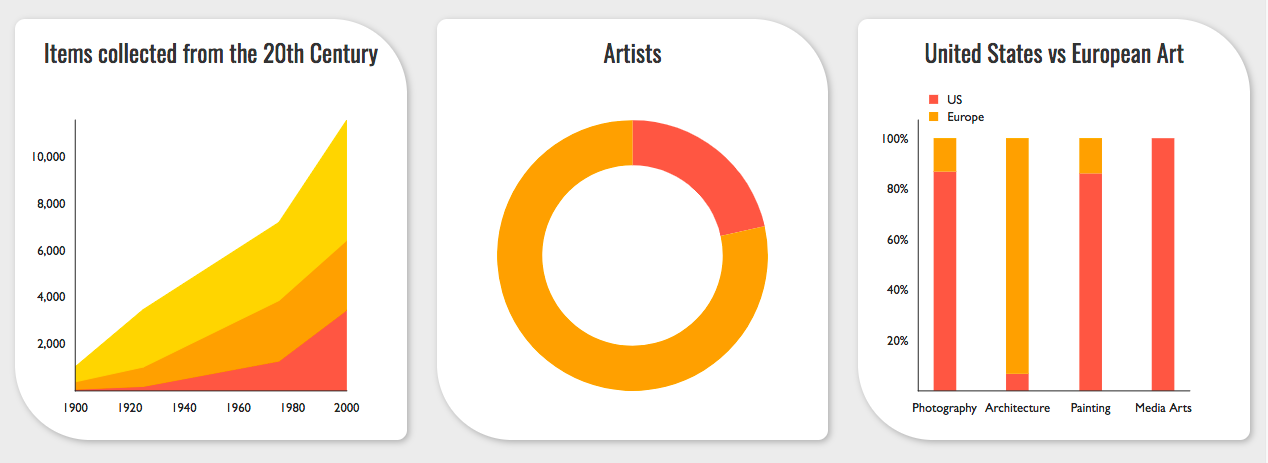 Items collected from the 20th Century
10,000
8,000
6,000
4,000
2,000
1900 1920 1940 1960 1980 2000
Artists
United States vs European Art
US
Europe
100%
80%
60%
40%
20%
Photography Architecture Painting Media Arts